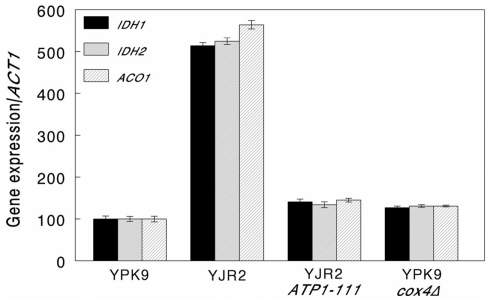 Gene expression/ACT1
600
500
400
300
200
100
0
IDH1
IDH2
ACO1
YPK9
YJR2
YJR2
ATP1-111
YPK9
cox4Δ